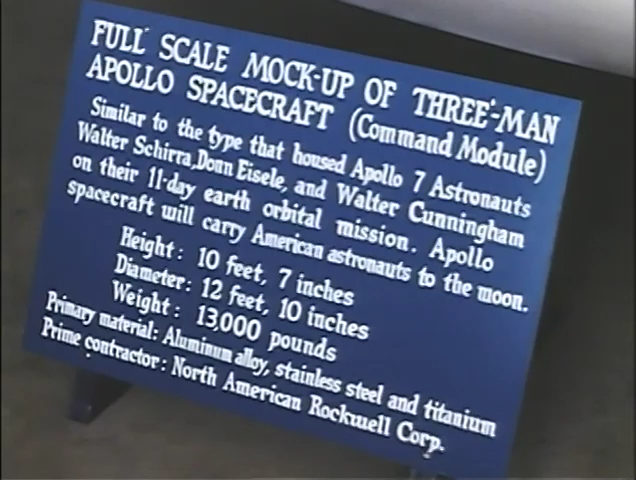 FULL SCALE MOCK-UP OF THREE-MAN
APOLLO SPACECRAFT (Command Module)
Similar to the type that housed Apollo 7 Astronauts
Walter Schirra, Donn Eisele, and Walter Cunningham
on their 11-day earth orbital mission. Apollo
spacecraft will carry American astronauts to the moon.
Height: 10 feet, 7 inches
Diameter: 12 feet, 10 inches
Weight: 13,000 pounds
Primary material: Aluminum alloy, stainless steel and titanium
Prime contractor: North American Rockwell Corp.